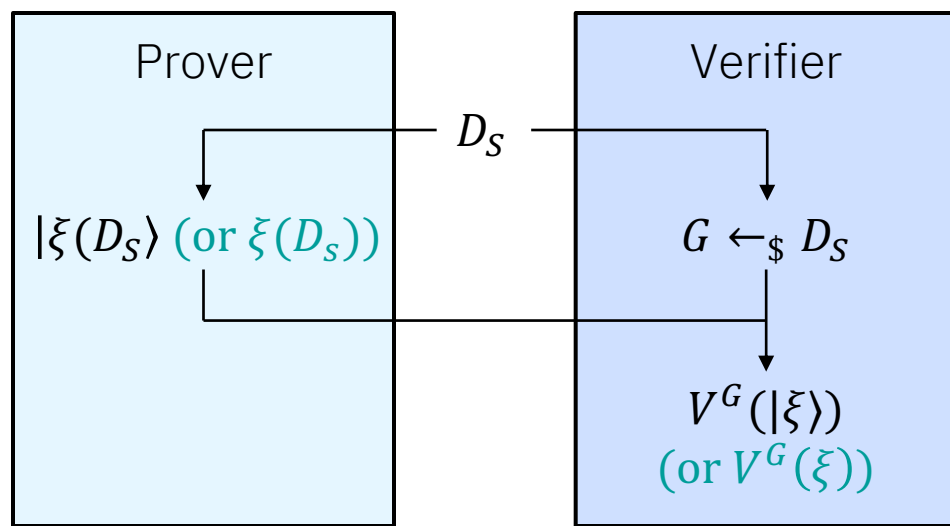 Prover
Verifier
D_S
|ξ(D_S⟩ (or ξ(D_s))
G ←_$ D_S
V^G(|ξ⟩)
(or V^G(ξ))